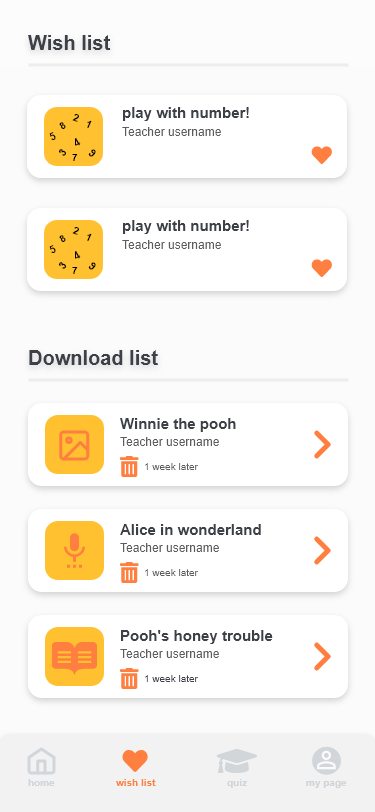 Wish list
play with number!
Teacher username
2
8 1
5
4
3 7 9
play with number!
Teacher username
2
8 1
5
4
3 7 9
Download list
Winnie the pooh
Teacher username
1 week later
Alice in wonderland
Teacher username
1 week later
Pooh's honey trouble
Teacher username
1 week later
home wish list quiz my page